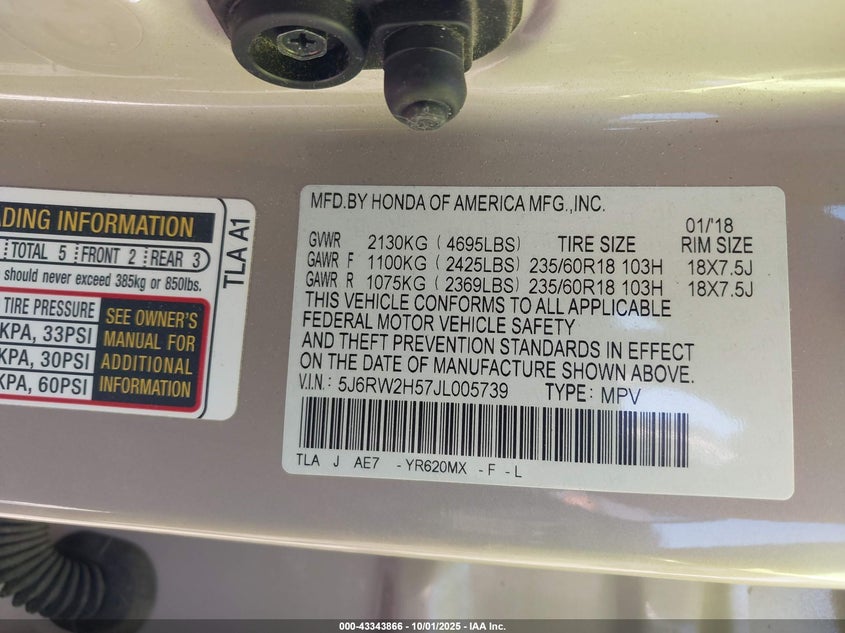 ADING INFORMATION
TOTAL 5 FRONT 2 REAR 3
should never exceed 385kg or 850lbs.
TIRE PRESSURE
KPA, 33PSI
KPA, 30PSI
KPA, 60PSI
SEE OWNER'S
MANUAL FOR
ADDITIONAL
INFORMATION
TLA A1
MFD.BY HONDA OF AMERICA MFG.,INC.
01/'18
GVWR 2130KG ( 4695LBS) TIRE SIZE RIM SIZE
GAWR F 1100KG ( 2425LBS) 235/60R18 103H 18X7.5J
GAWR R 1075KG ( 2369LBS) 235/60R18 103H 18X7.5J
THIS VEHICLE CONFORMS TO ALL APPLICABLE
FEDERAL MOTOR VEHICLE SAFETY
AND THEFT PREVENTION STANDARDS IN EFFECT
ON THE DATE OF MANUFACTURE SHOWN ABOVE.
V.I.N.: 5J6RW2H57JL005739 TYPE: MPV
TLA J AE7 -YR620MX -F -L
000-43343866 - 10/01/2025 - IAA Inc.